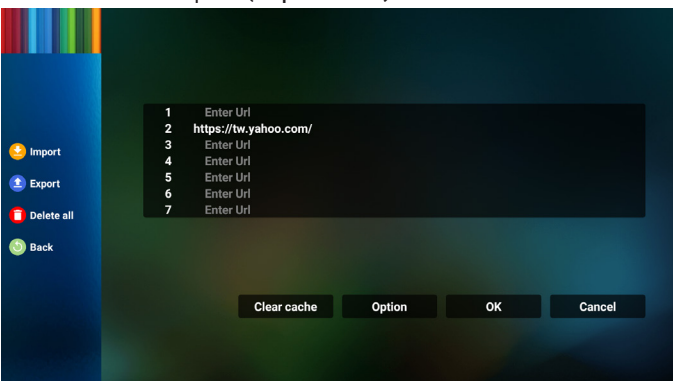 Import
Export
Delete all
Back
1 Enter Url
2 https://tw.yahoo.com/
3 Enter Url
4 Enter Url
5 Enter Url
6 Enter Url
7 Enter Url
Clear cache Option OK Cancel